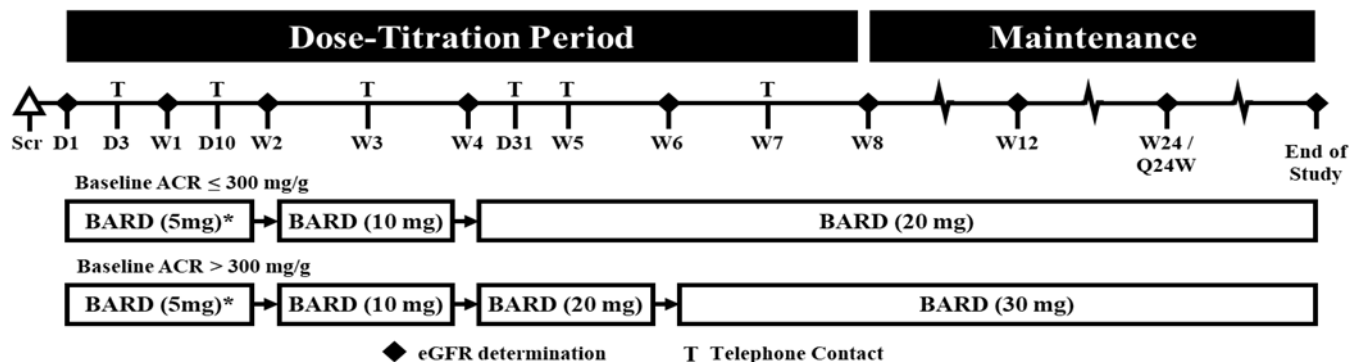 Dose-Titration Period Maintenance
T T T T T T
Scr D1 D3 W1 D10 W2 W3 W4 D31 W5 W6 W7 W8 W12 W24 / Q24W End of Study
Baseline ACR ≤ 300 mg/g
BARD (5mg)* BARD (10 mg) BARD (20 mg)
Baseline ACR > 300 mg/g
BARD (5mg)* BARD (10 mg) BARD (20 mg) BARD (30 mg)
eGFR determination T Telephone Contact